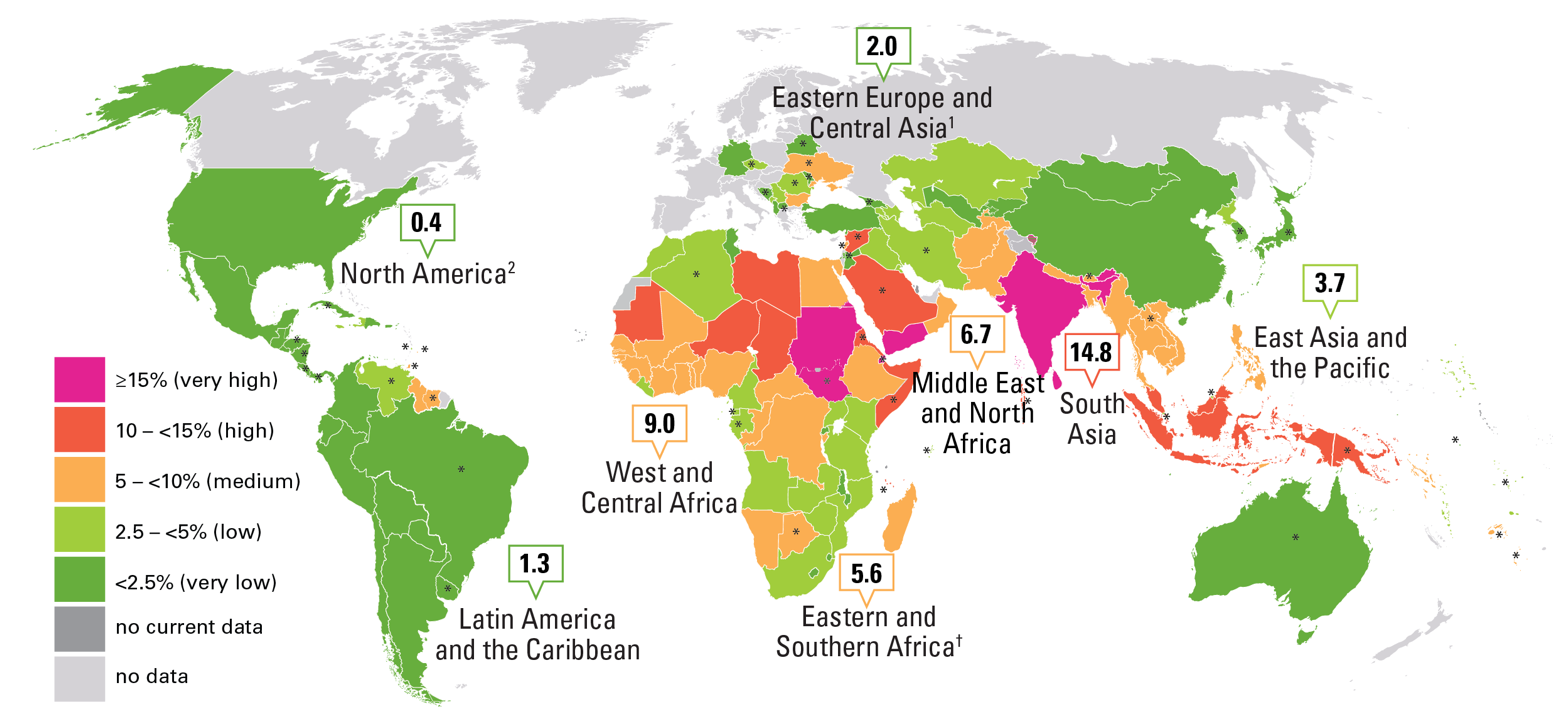 2.0
Eastern Europe and
Central Asia¹
0.4
North America²
3.7
East Asia and
the Pacific
6.7
Middle East
and North
Africa
14.8
South
Asia
9.0
West and
Central Africa
5.6
Eastern and
Southern Africa†
1.3
Latin America
and the Caribbean
≥15% (very high)
10 – <15% (high)
5 – <10% (medium)
2.5 – <5% (low)
<2.5% (very low)
no current data
no data